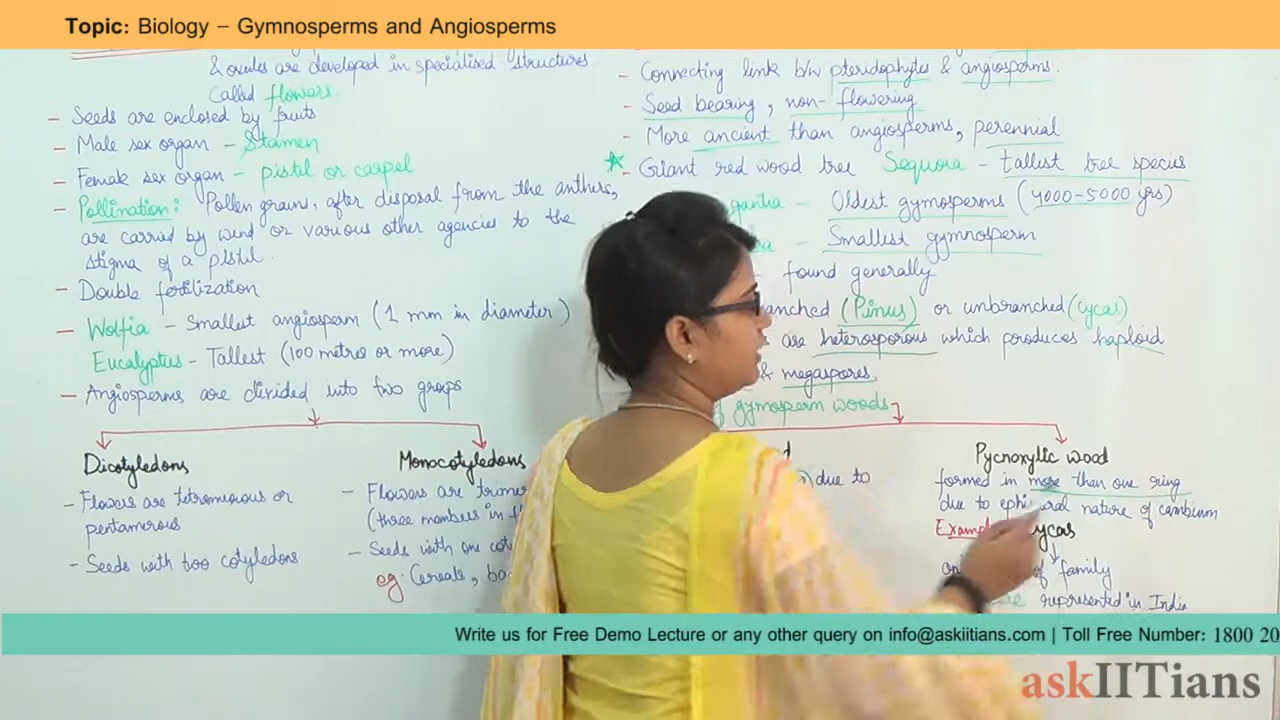 Topic: Biology – Gymnosperms and Angiosperms
& ovules are developed in specialised structures
called flowers
– Seeds are enclosed by fruits
– Male sex organ – Stamen
– Female sex organ – pistil or carpel
– Pollination: Pollen grains, after disposal from the anthers,
are carried by wind or various other agencies to the
stigma of a pistil.
– Double fertilization
– Wolfia – Smallest angiosperm (1 mm in diameter)
Eucalyptus – Tallest (100 metres or more)
– Angiosperms are divided into two groups
Dicotyledons
– Flowers are tetramerous or
pentamerous
– Seeds with two cotyledons
Monocotyledons
– Flowers are
(three members in
– Seeds with one
eg: Cereals,
– Connecting link b/w pteridophytes & angiosperms.
– Seed bearing, non-flowering
– More ancient than angiosperms, perennial
– Giant red wood tree Sequora – tallest tree species
– Oldest gymosperms (4000-5000 yrs)
– Smallest gymnosperm
found generally
(Pinus) or unbranched (Cycas)
are heterosporous which produces haploid
& megaspores.
gymosperm woods
due to
Pycnoxylic wood
formed in more than one ring
due to nature of cambium
of family
represented in India
Write us for Free Demo Lecture or any other query on info@askiitians.com | Toll Free Number: 1800 20
askIITians